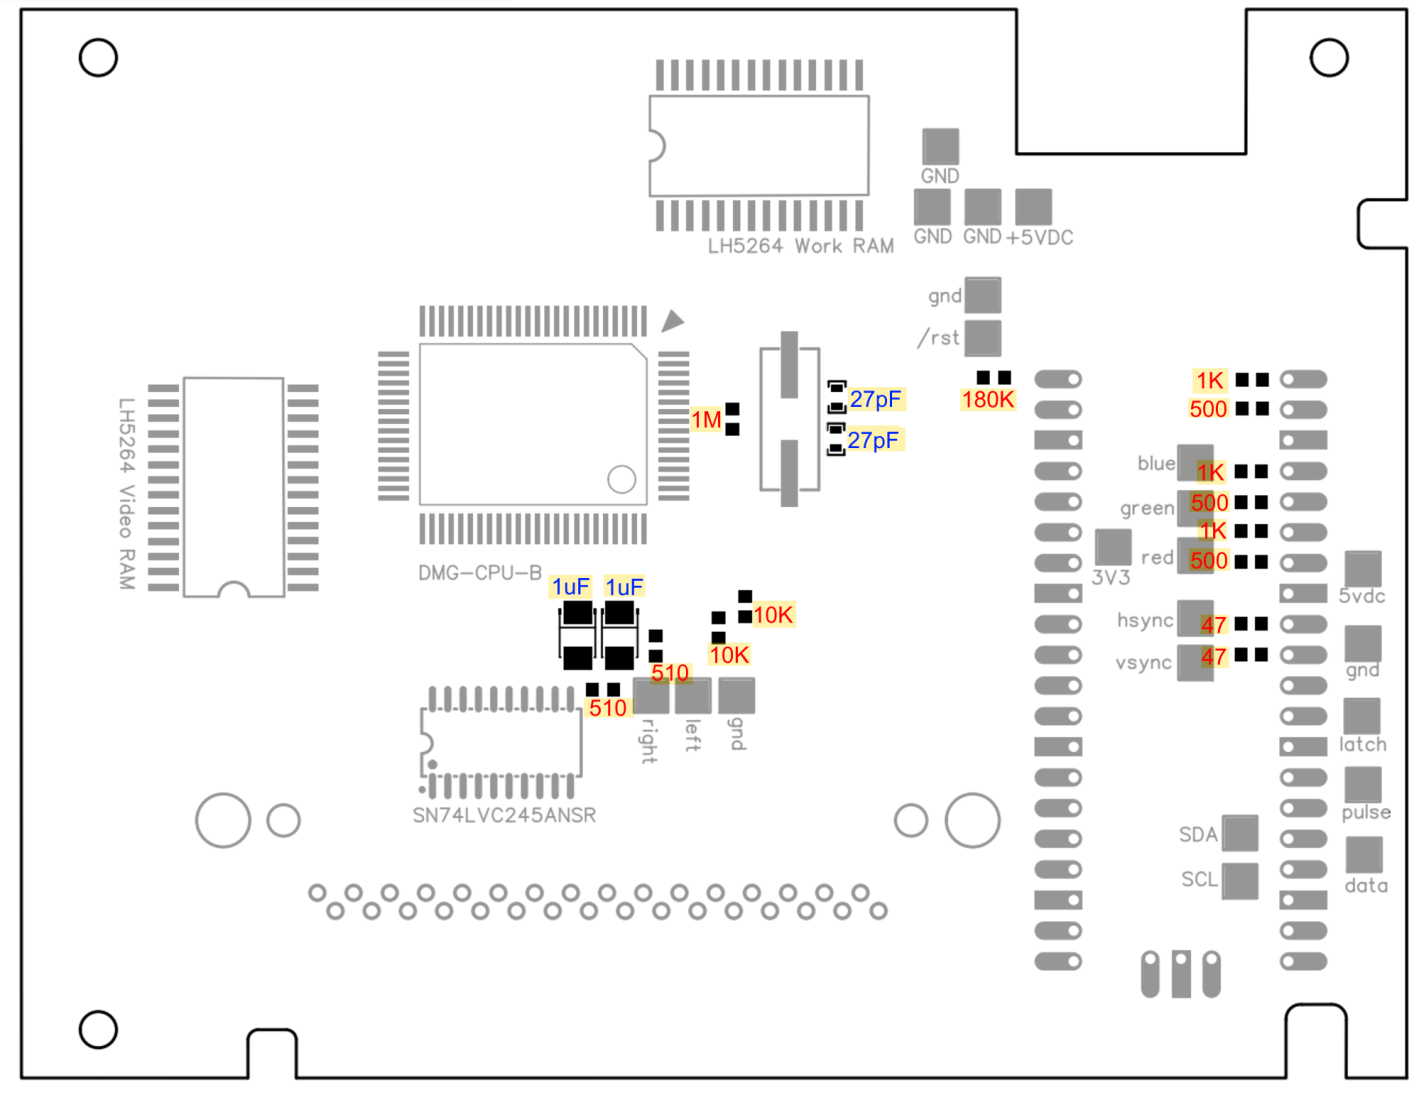 GND
GND GND +5VDC
LH5264 Work RAM
gnd
/rst
180K
1M
27pF
27pF
LH5264 Video RAM
DMG-CPU-B
1uF 1uF
10K
10K
510
510
right left gnd
SN74LVC245ANSR
1K
500
blue 1K
green 500
1K
red 500
3V3
hsync 47
vsync 47
5vdc
gnd
latch
pulse
data
SDA
SCL